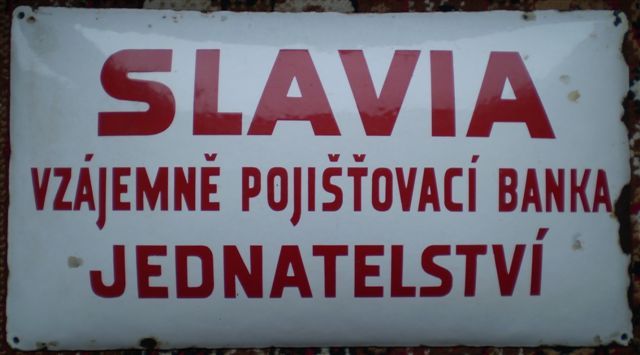 SLAVIA
VZÁJEMNĚ POJIŠŤOVACÍ BANKA
JEDNATELSTVÍ